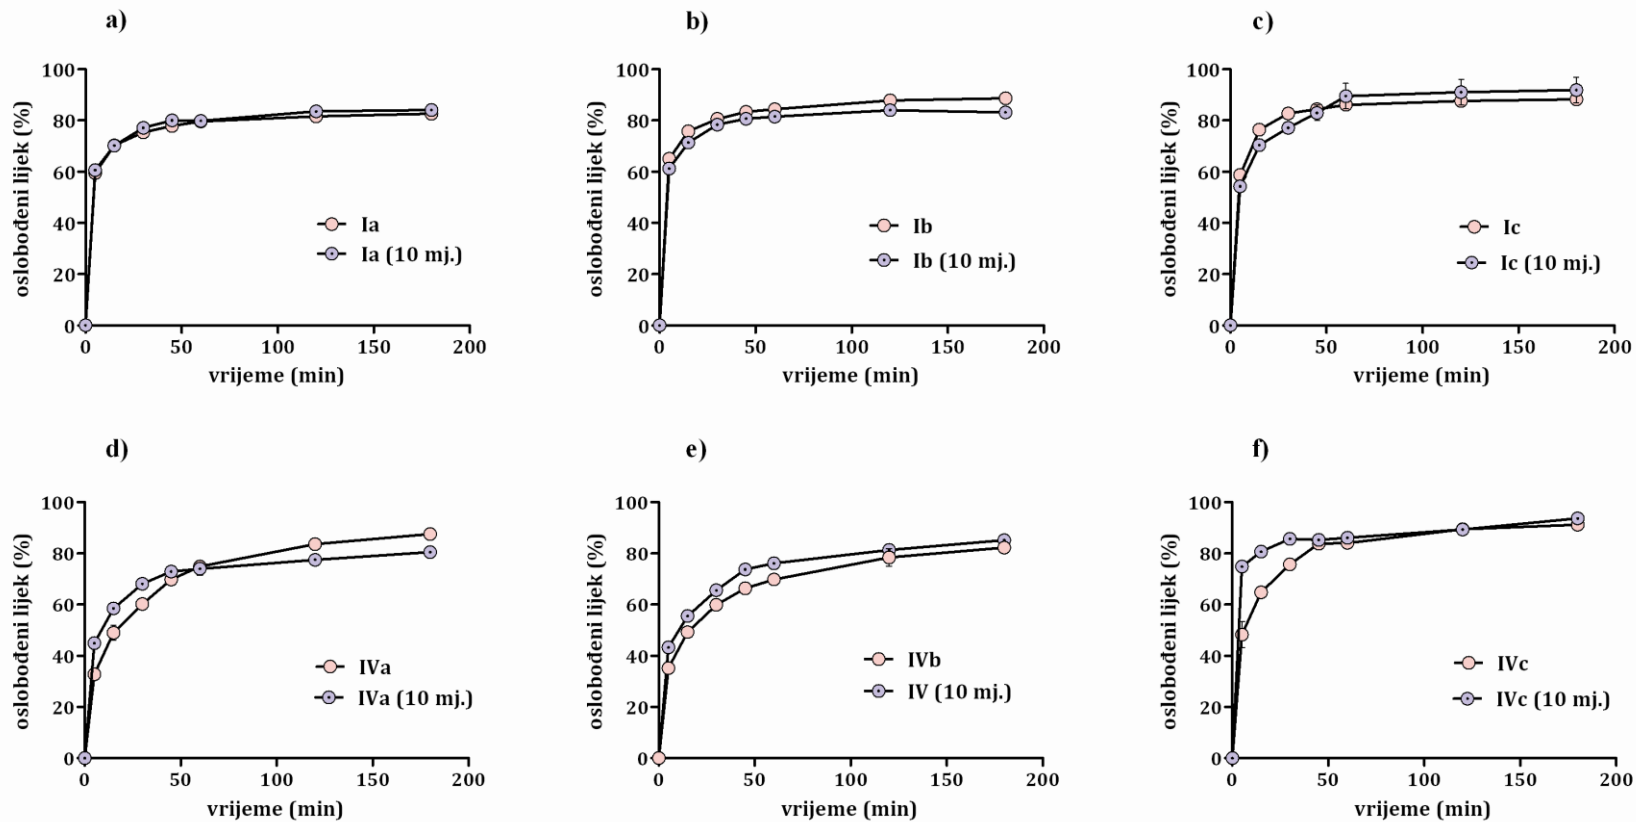 a)
100
80
60
40
20
0
oslobođeni lijek (%)
Ia
Ia (10 mj.)
0 50 100 150 200
vrijeme (min)
b)
100
80
60
40
20
0
oslobođeni lijek (%)
Ib
Ib (10 mj.)
0 50 100 150 200
vrijeme (min)
c)
100
80
60
40
20
0
oslobođeni lijek (%)
Ic
Ic (10 mj.)
0 50 100 150 200
vrijeme (min)
d)
100
80
60
40
20
0
oslobođeni lijek (%)
IVa
IVa (10 mj.)
0 50 100 150 200
vrijeme (min)
e)
100
80
60
40
20
0
oslobođeni lijek (%)
IVb
IV (10 mj.)
0 50 100 150 200
vrijeme (min)
f)
100
80
60
40
20
0
oslobođeni lijek (%)
IVc
IVc (10 mj.)
0 50 100 150 200
vrijeme (min)